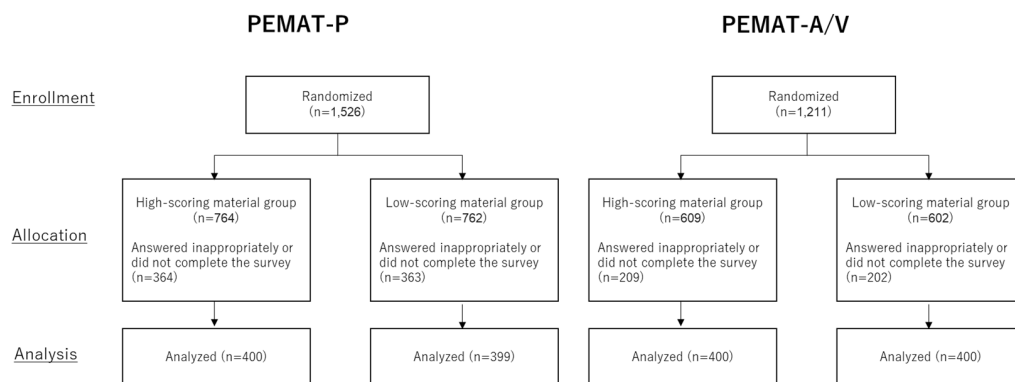 PEMAT-P
PEMAT-A/V
Enrollment
Randomized
(n=1,526)
Randomized
(n=1,211)
Allocation
High-scoring material group
(n=764)
Answered inappropriately or
did not complete the survey
(n=364)
Low-scoring material group
(n=762)
Answered inappropriately or
did not complete the survey
(n=363)
High-scoring material group
(n=609)
Answered inappropriately or
did not complete the survey
(n=209)
Low-scoring material group
(n=602)
Answered inappropriately or
did not complete the survey
(n=202)
Analysis
Analyzed (n=400)
Analyzed (n=399)
Analyzed (n=400)
Analyzed (n=400)